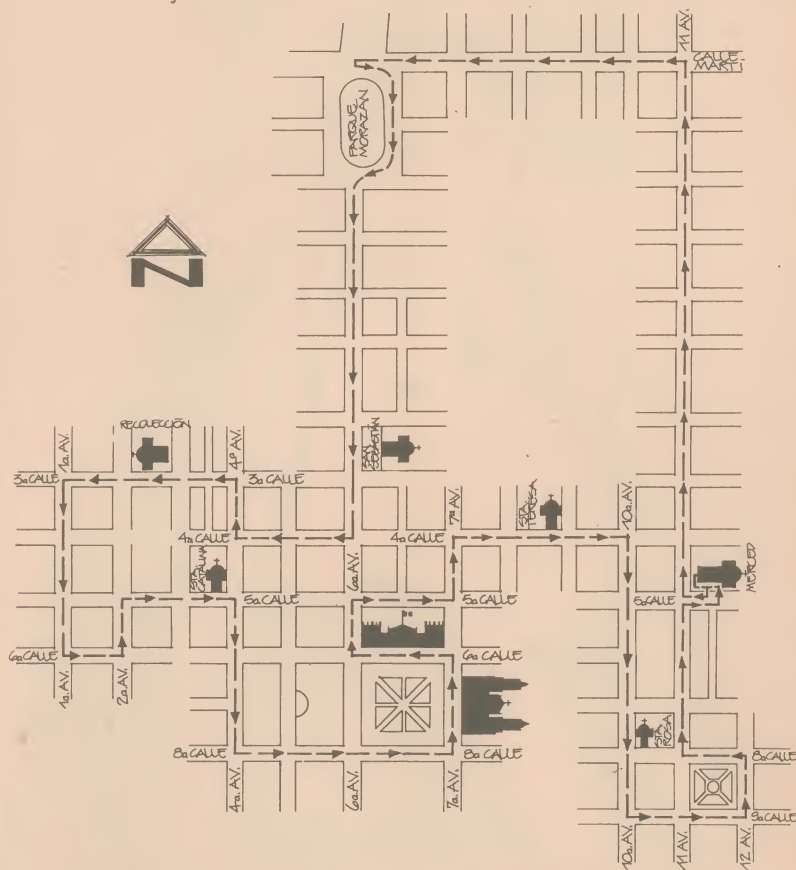 11 AV.
CALLE
MARTI
PARQUE
MORAZÁN
N
RECOLECCIÓN
1a. AV.
4ª AV.
SAN
SEBASTIÁN
3a CALLE
3a CALLE
7ª AV.
STA.
TERESA
10a. AV.
4a CALLE
6a. AV.
4a CALLE
STA.
CATALINA
MERCED
5a CALLE
5a CALLE
5a CALLE
6a CALLE
6a CALLE
1a. AV.
2a. AV.
STA.
ROSA
8a CALLE
8a CALLE
8a CALLE
4a. AV.
6a AV.
7a. AV.
9a CALLE
10a. AV.
11 AV.
12 AV.